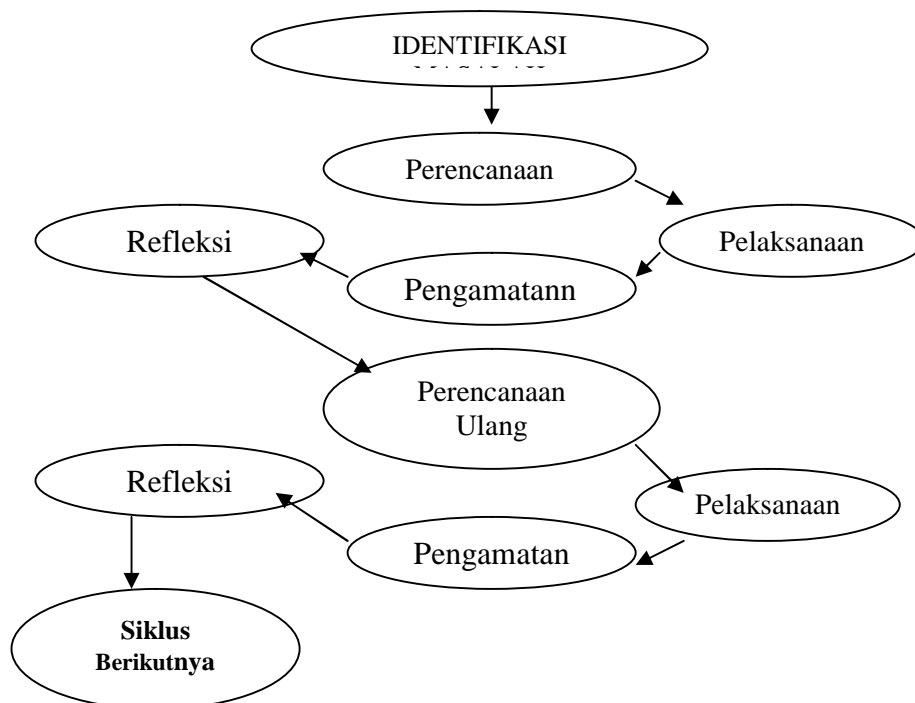 IDENTIFIKASI
Perencanaan
Pelaksanaan
Pengamatann
Refleksi
Perencanaan
Ulang
Pelaksanaan
Pengamatan
Refleksi
Siklus
Berikutnya